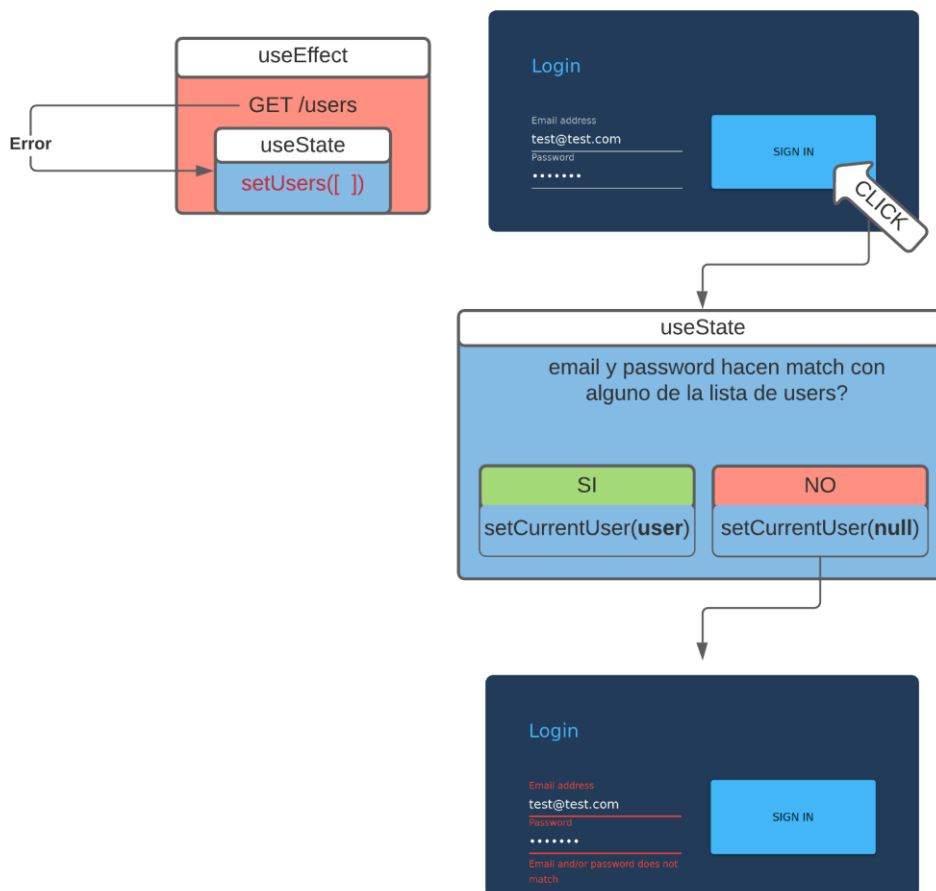 useEffect
GET /users
Error
useState
setUsers([ ])
Login
Email address
test@test.com
Password
•••••••
SIGN IN
CLICK
useState
email y password hacen match con
alguno de la lista de users?
SI
setCurrentUser(user)
NO
setCurrentUser(null)
Login
Email address
test@test.com
Password
•••••••
Email and/or password does not
match
SIGN IN